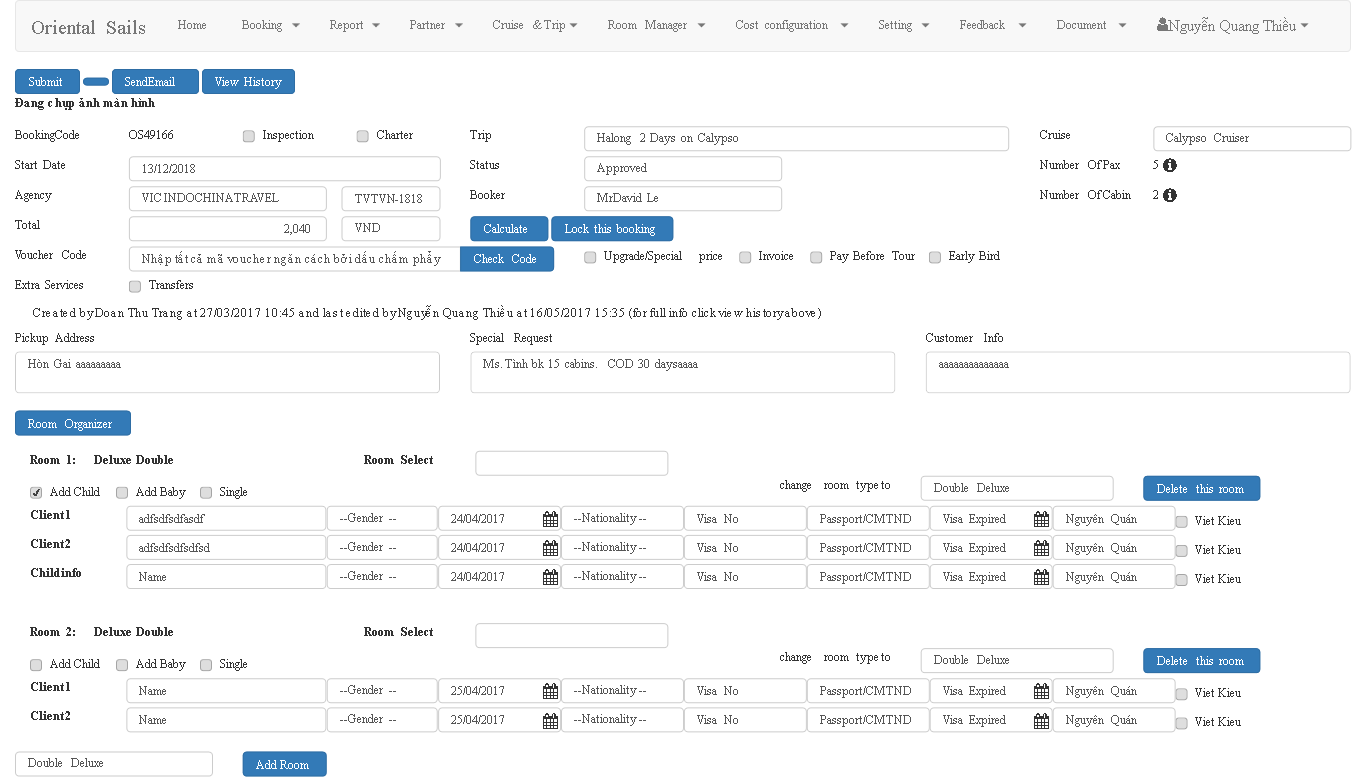 Oriental Sails Home Booking Report Partner Cruise & Trip Room Manager Cost configuration Setting Feedback Document Nguyễn Quang Thiều
Submit SendEmail View History
Đang chụp ảnh màn hình
BookingCode OS49166 Inspection Charter Trip Halong 2 Days on Calypso Cruise Calypso Cruiser
Start Date 13/12/2018 Status Approved Number Of Pax 5
Agency VIC INDOCHINA TRAVEL TVTVN-1818 Booker MrDavid Le Number Of Cabin 2
Total 2,040 VND Calculate Lock this booking
Voucher Code Nhập tất cả mã voucher ngăn cách bởi dấu chấm phẩy Check Code Upgrade/Special price Invoice Pay Before Tour Early Bird
Extra Services Transfers
Created by Doan Thu Trang at 27/03/2017 10:45 and last edited by Nguyễn Quang Thiều at 16/05/2017 15:35 (for full info click view history above)
Pickup Address Special Request Customer Info
Hòn Gai aaaaaaaaa Ms.Tình bk 15 cabins. COD 30 daysaaaa aaaaaaaaaaaaaa
Room Organizer
Room 1: Deluxe Double Room Select
Add Child Add Baby Single change room type to Double Deluxe Delete this room
Client1 adfsdfsdfasdf --Gender -- 24/04/2017 --Nationality-- Visa No Passport/CMTND Visa Expired Nguyên Quán Viet Kieu
Client2 adfsdfsdfsdfsd --Gender -- 24/04/2017 --Nationality-- Visa No Passport/CMTND Visa Expired Nguyên Quán Viet Kieu
Child info Name --Gender -- 24/04/2017 --Nationality-- Visa No Passport/CMTND Visa Expired Nguyên Quán Viet Kieu
Room 2: Deluxe Double Room Select
Add Child Add Baby Single change room type to Double Deluxe Delete this room
Client1 Name --Gender -- 25/04/2017 --Nationality-- Visa No Passport/CMTND Visa Expired Nguyên Quán Viet Kieu
Client2 Name --Gender -- 25/04/2017 --Nationality-- Visa No Passport/CMTND Visa Expired Nguyên Quán Viet Kieu
Double Deluxe Add Room